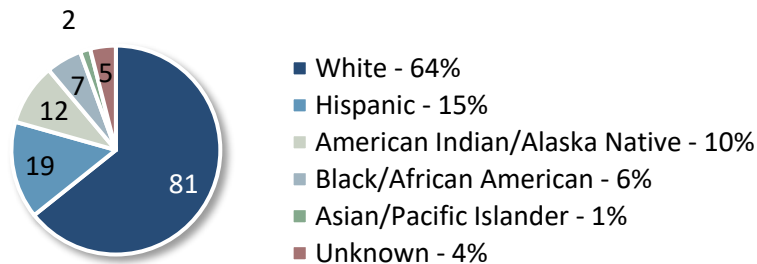 2
5
7
12
19
81
White - 64%
Hispanic - 15%
American Indian/Alaska Native - 10%
Black/African American - 6%
Asian/Pacific Islander - 1%
Unknown - 4%